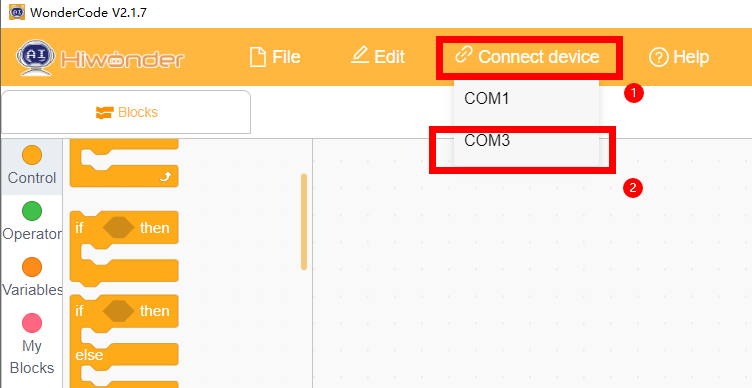 WonderCode V2.1.7
AI Hiwonder File Edit Connect device Help
1
COM1
Blocks
COM3
2
Control
Operator
Variables
My
Blocks
if then
if then
else